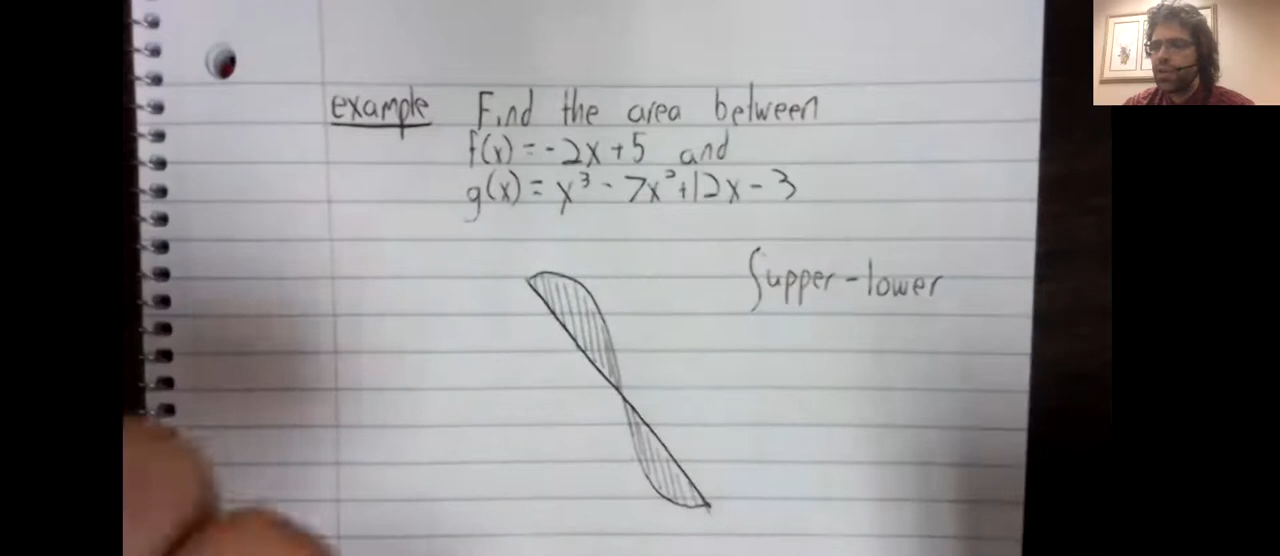 example Find the area between
f(x) = -2x + 5 and
g(x) = x³ - 7x² + 12x - 3
∫upper - lower